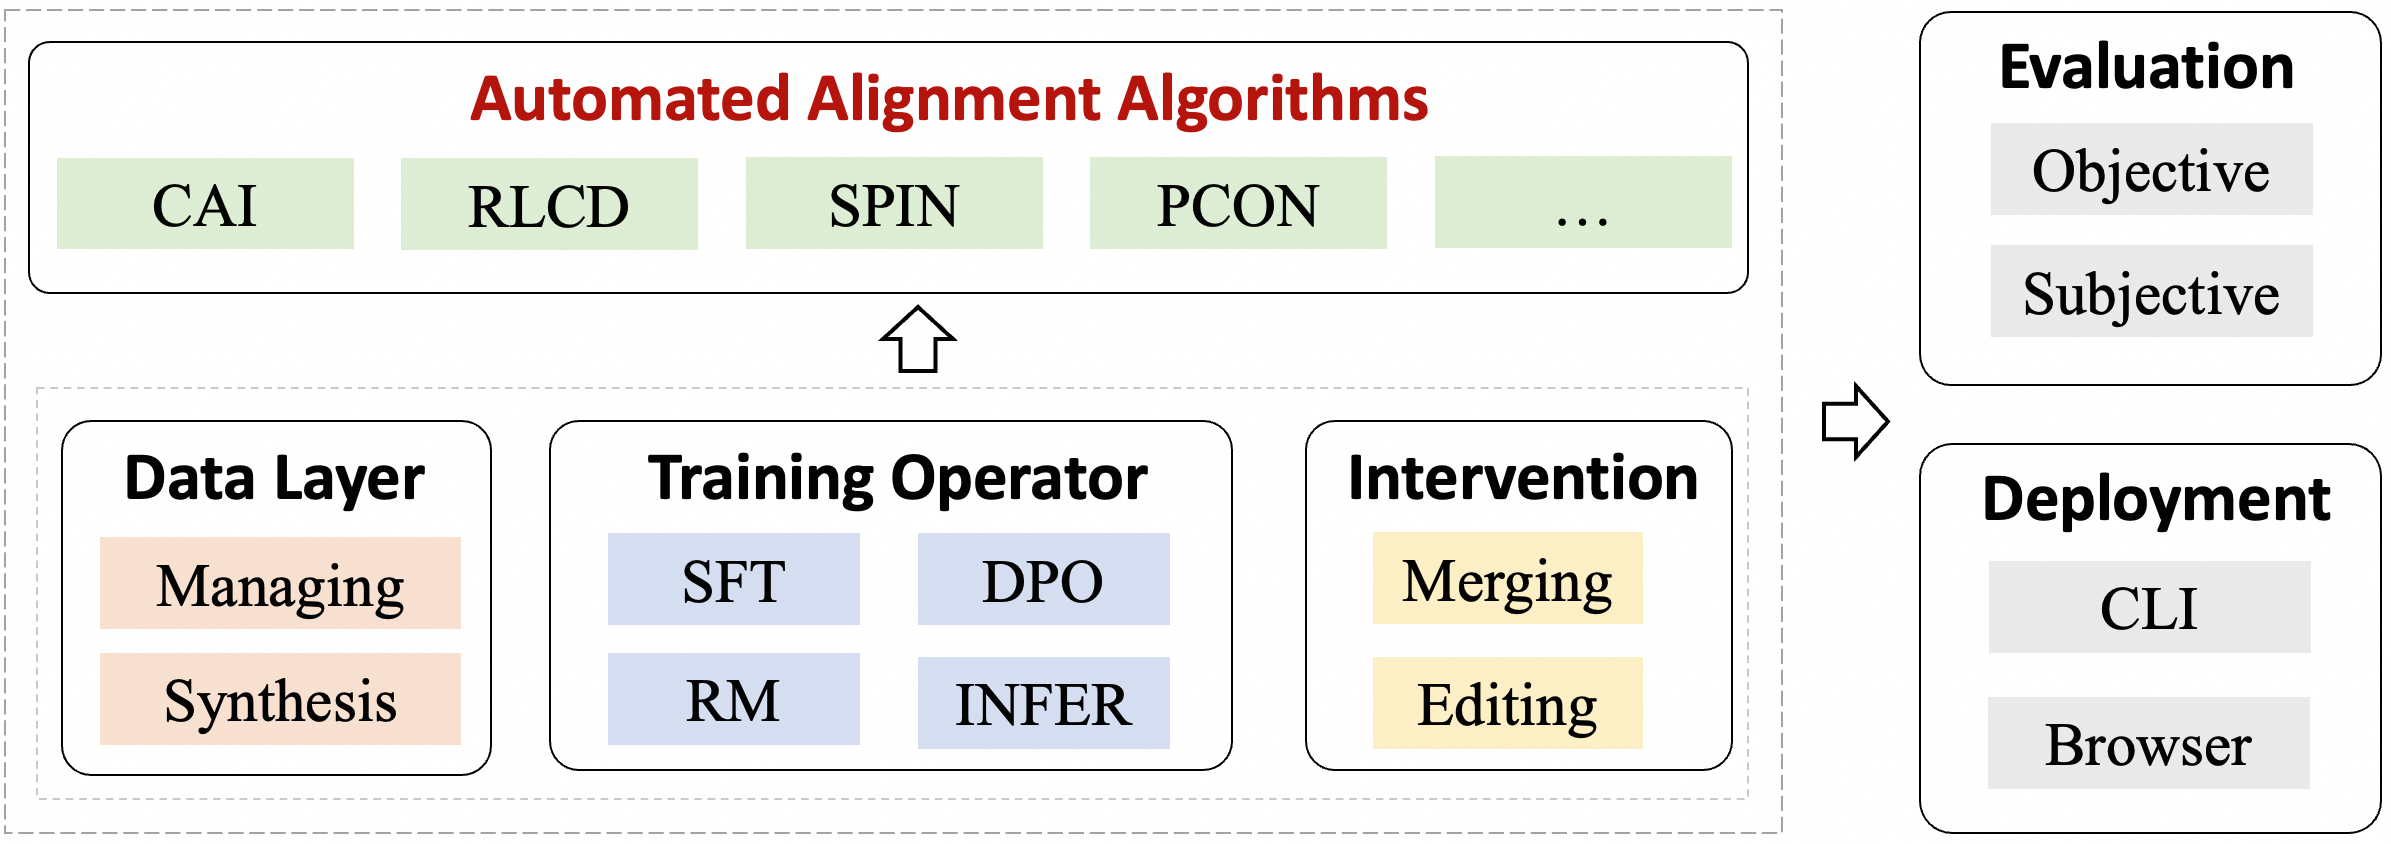 Automated Alignment Algorithms
CAI
RLCD
SPIN
PCON
…
Data Layer
Managing
Synthesis
Training Operator
SFT
DPO
RM
INFER
Intervention
Merging
Editing
Evaluation
Objective
Subjective
Deployment
CLI
Browser